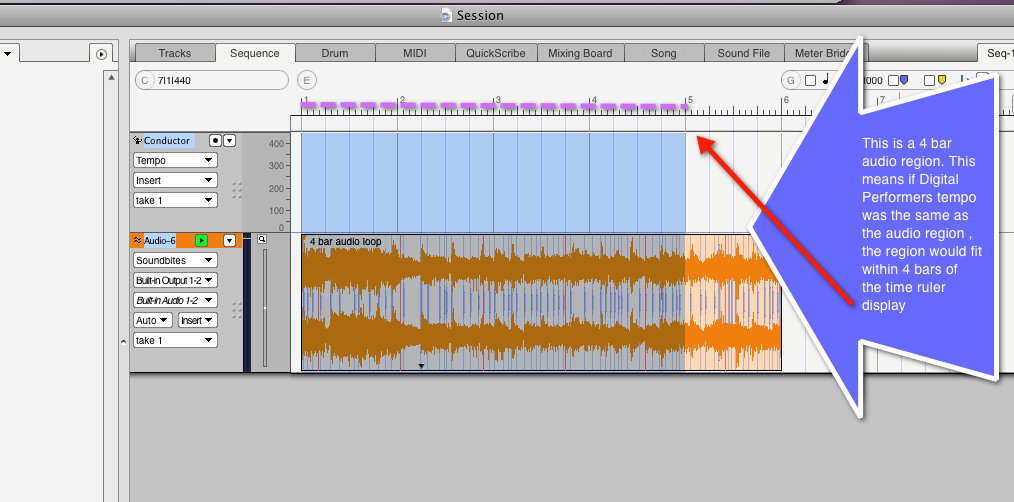 Session
Tracks
Sequence
Drum
MIDI
QuickScribe
Mixing Board
Song
Sound File
Meter Bridge
Seq-1
C 7|1|440
E
G
000
1 2 3 4 5 6 7
Conductor
Tempo
Insert
take 1
400
300
200
100
0
Audio-6
Soundbites
Built-in Output 1-2
Built-in Audio 1-2
Auto Insert
take 1
4 bar audio loop
This is a 4 bar
audio region. This
means if Digital
Performers tempo
was the same as
the audio region ,
the region would fit
within 4 bars of
the time ruler
display